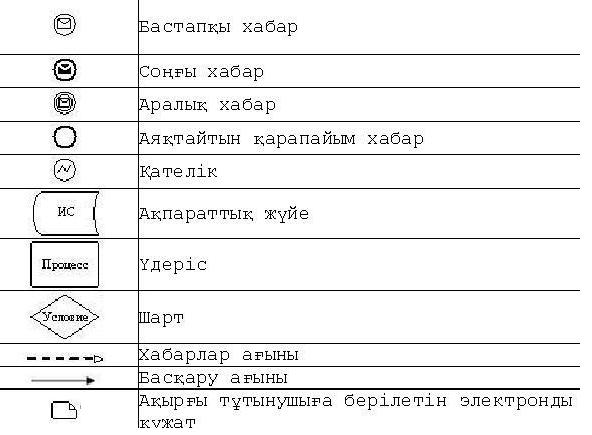 Бастапқы хабар
Соңғы хабар
Аралық хабар
Аяқтайтын қарапайым хабар
Қателік
ИС
Ақпараттық жүйе
Процесс
Үдеріс
Условие
Шарт
Хабарлар ағыны
Басқару ағыны
Ақырғы тұтынушыға берілетін электронды
құжат